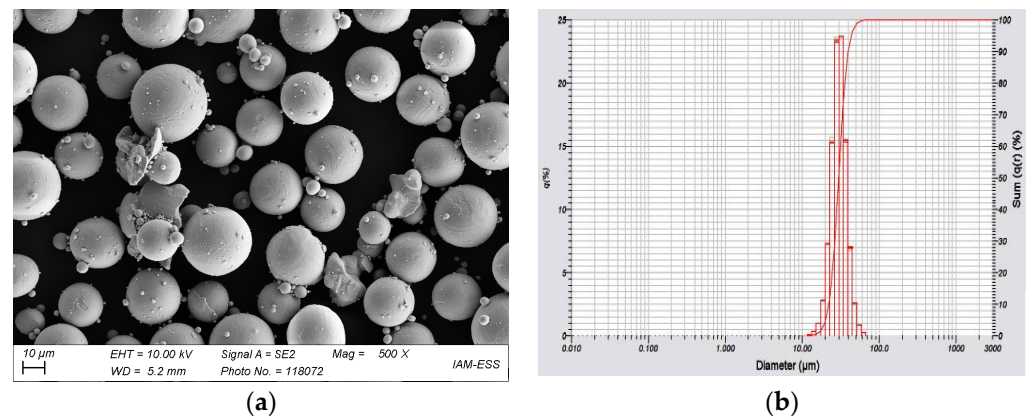 10 µm
EHT = 10.00 kV Signal A = SE2 Mag = 500 X
WD = 5.2 mm Photo No. = 118072 IAM-ESS
(a)
25 100
90
20 80
70
15 60
50
10 40
30
5 20
10
0 0
q(%)
Sum (q(r) (%)
0.010 0.100 1.000 10.00 100.0 1000 3000
Diameter (µm)
(b)